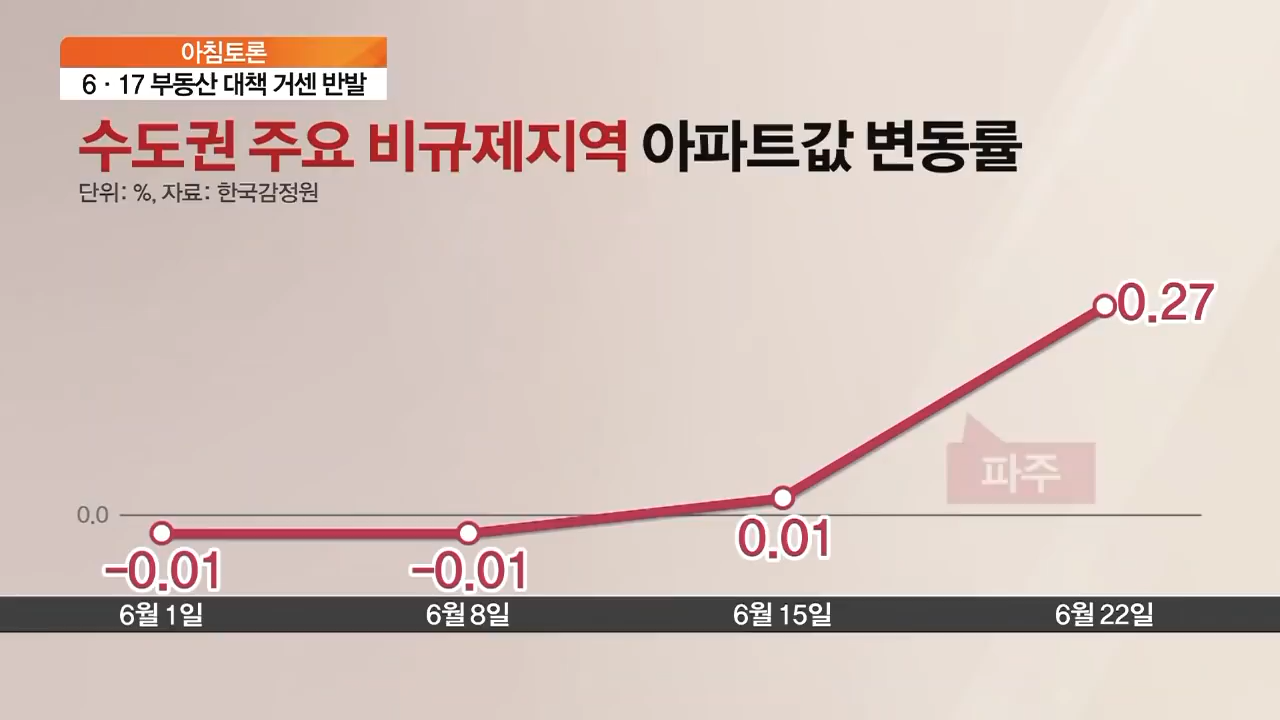 아침토론
6 · 17 부동산 대책 거센 반발
수도권 주요 비규제지역 아파트값 변동률
단위: %, 자료: 한국감정원
0.27
파주
0.0
0.01
-0.01
-0.01
6월 1일
6월 8일
6월 15일
6월 22일